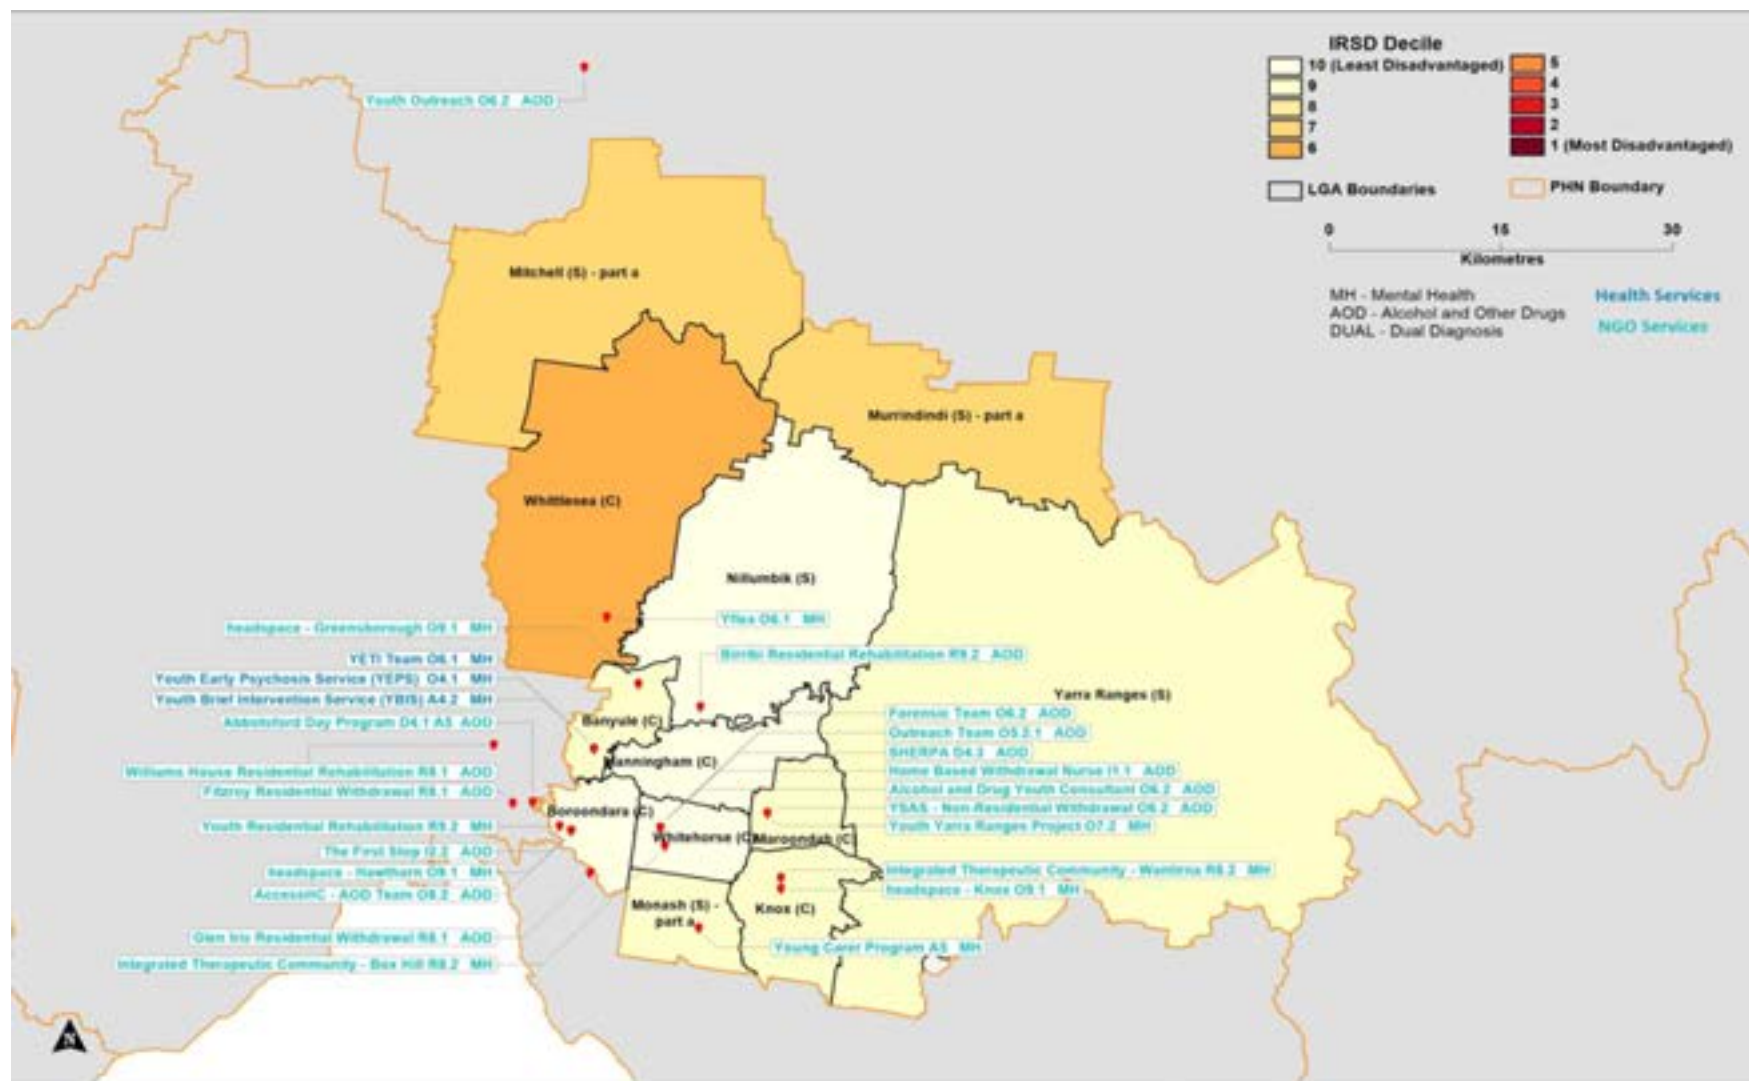 IRSD Decile
10 (Least Disadvantaged)
9
8
7
6
5
4
3
2
1 (Most Disadvantaged)
LGA Boundaries
PHN Boundary
0 15 30
Kilometres
MH - Mental Health
AOD - Alcohol and Other Drugs
DUAL - Dual Diagnosis
Health Services
NGO Services
Youth Outreach O6.2 AOD
Mitchell (S) - part a
Murrindindi (S) - part a
Whittlesea (C)
Nillumbik (S)
Yarra Ranges (S)
Banyule (C)
Manningham (C)
Boroondara (C)
Whitehorse (C)
Maroondah (C)
Monash (S) -
part a
Knox (C)
headspace - Greensborough O9.1 MH
YETI Team O6.1 MH
Youth Early Psychosis Service (YEPS) O4.1 MH
Youth Brief Intervention Service (YBIS) A4.2 MH
Abbotsford Day Program D4.1 A5 AOD
Williams House Residential Rehabilitation R8.1 AOD
Fitzroy Residential Withdrawal R8.1 AOD
Youth Residential Rehabilitation R9.2 MH
The First Step I2.2 AOD
headspace - Hawthorn O9.1 MH
AccessHC - AOD Team O8.2 AOD
Glen Iris Residential Withdrawal R8.1 AOD
Integrated Therapeutic Community - Box Hill R8.2 MH
Yflex O6.1 MH
Birribi Residential Rehabilitation R9.2 AOD
Forensic Team O6.2 AOD
Outreach Team O5.2.1 AOD
SHERPA D4.3 AOD
Home Based Withdrawal Nurse I1.1 AOD
Alcohol and Drug Youth Consultant O6.2 AOD
YSAS - Non-Residential Withdrawal O6.2 AOD
Youth Yarra Ranges Project O7.2 MH
Integrated Therapeutic Community - Wantirna R8.2 MH
headspace - Knox O9.1 MH
Young Carer Program A5 MH
N